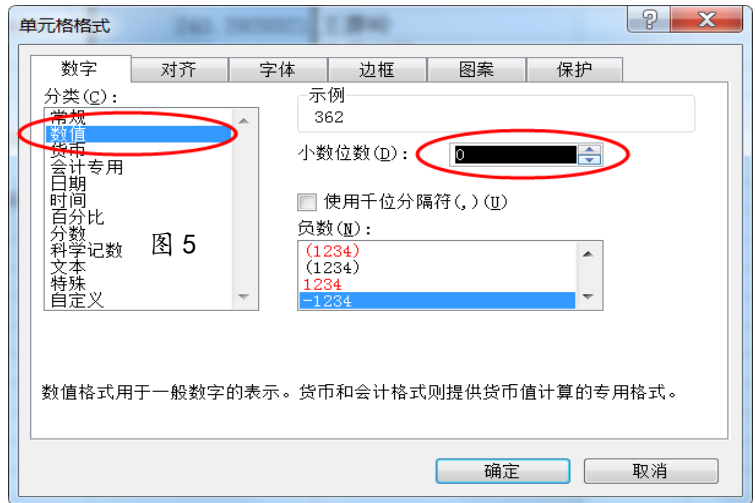 单元格格式
数字 对齐 字体 边框 图案 保护
分类(C):
常规
数值
货币
会计专用
日期
时间
百分比
分数
科学记数
文本
特殊
自定义
图 5
示例
362
小数位数(D): 0
使用千位分隔符(,)(U)
负数(N):
(1234)
(1234)
1234
-1234
数值格式用于一般数字的表示。货币和会计格式则提供货币值计算的专用格式。
确定 取消